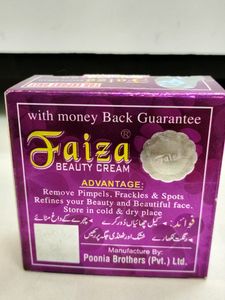 with money Back Guarantee
Faiza®
BEAUTY CREAM
ADVANTAGE:
Remove Pimpels, Frackles & Spots
Refines your Beauty and Beautiful Face.
Store in cold & dry place
Manufacture By:
Poonia Brothers (Pvt.) Ltd.